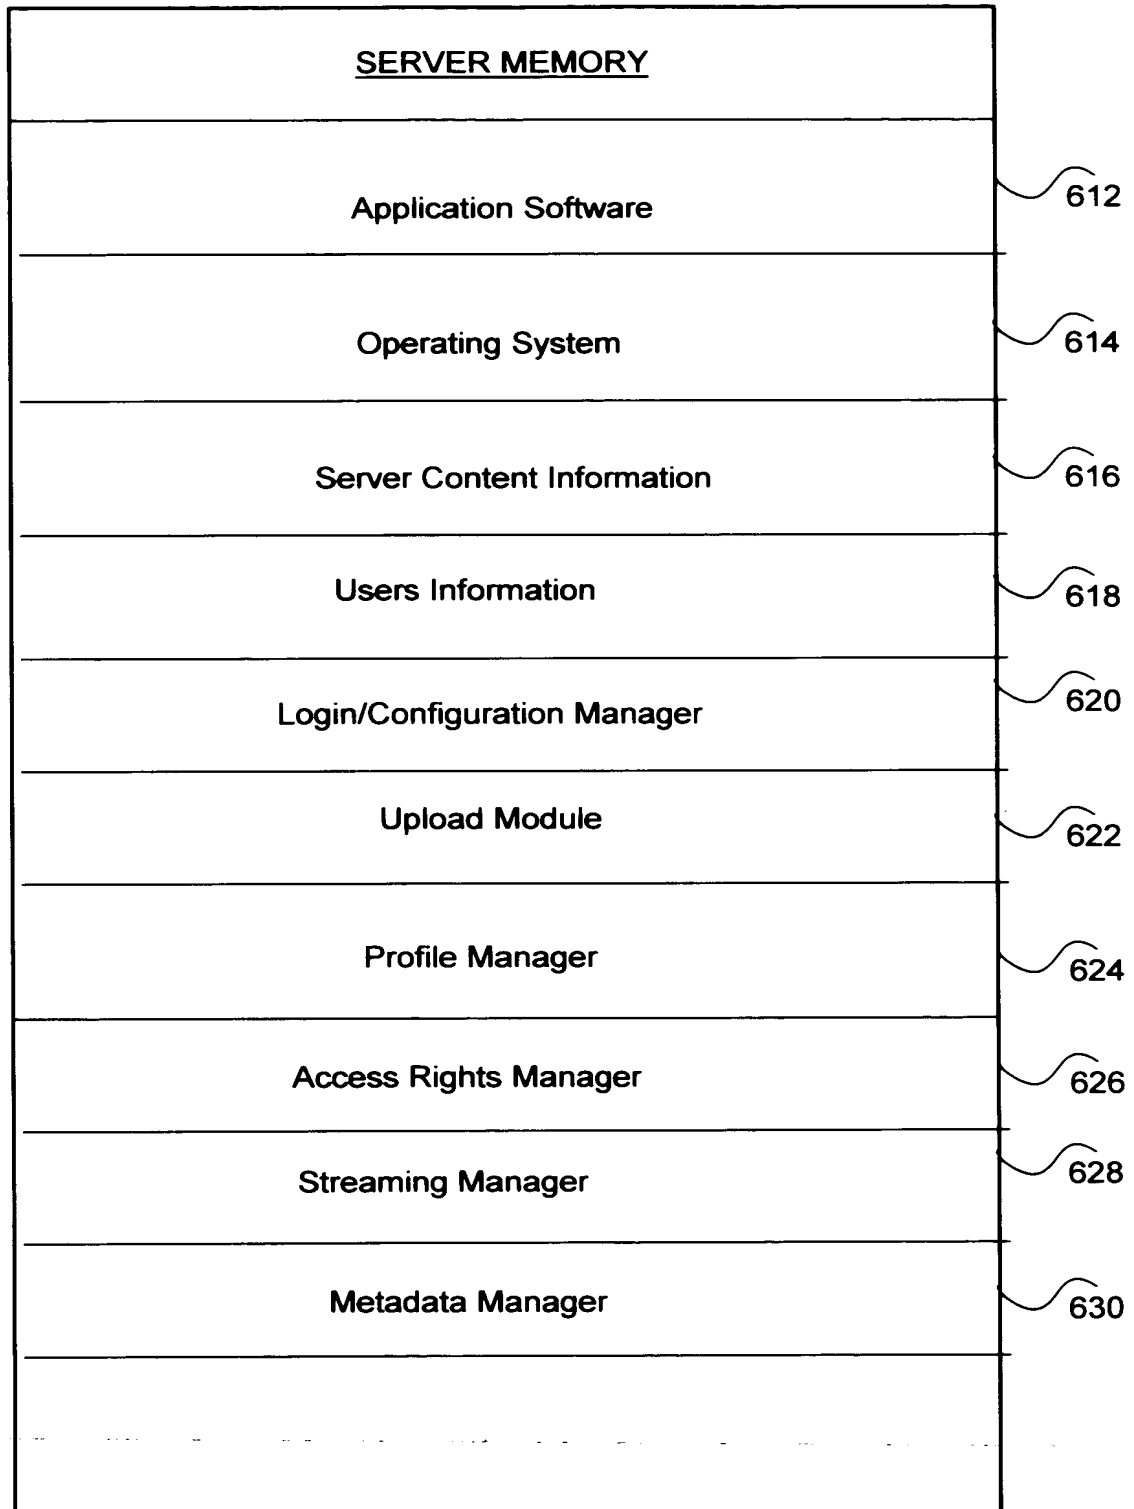 SERVER MEMORY
Application Software 612
Operating System 614
Server Content Information 616
Users Information 618
Login/Configuration Manager 620
Upload Module 622
Profile Manager 624
Access Rights Manager 626
Streaming Manager 628
Metadata Manager 630